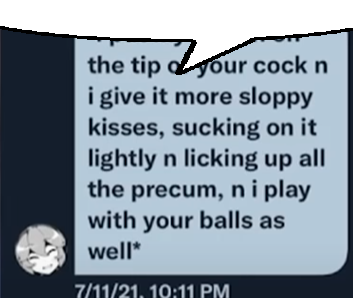 the tip of your cock n
i give it more sloppy
kisses, sucking on it
lightly n licking up all
the precum, n i play
with your balls as
well*
7/11/21, 10:11 PM